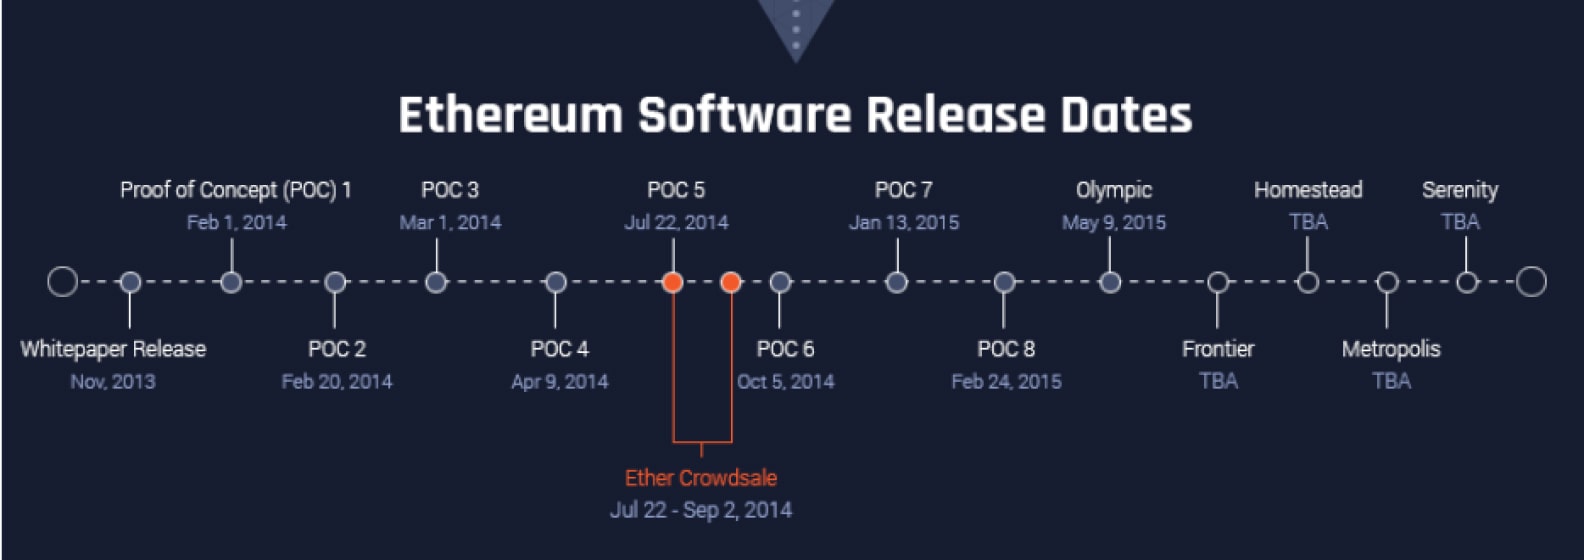 Ethereum Software Release Dates
Proof of Concept (POC) 1
Feb 1, 2014
POC 3
Mar 1, 2014
POC 5
Jul 22, 2014
POC 7
Jan 13, 2015
Olympic
May 9, 2015
Homestead
TBA
Serenity
TBA
Whitepaper Release
Nov, 2013
POC 2
Feb 20, 2014
POC 4
Apr 9, 2014
POC 6
Oct 5, 2014
POC 8
Feb 24, 2015
Frontier
TBA
Metropolis
TBA
Ether Crowdsale
Jul 22 - Sep 2, 2014